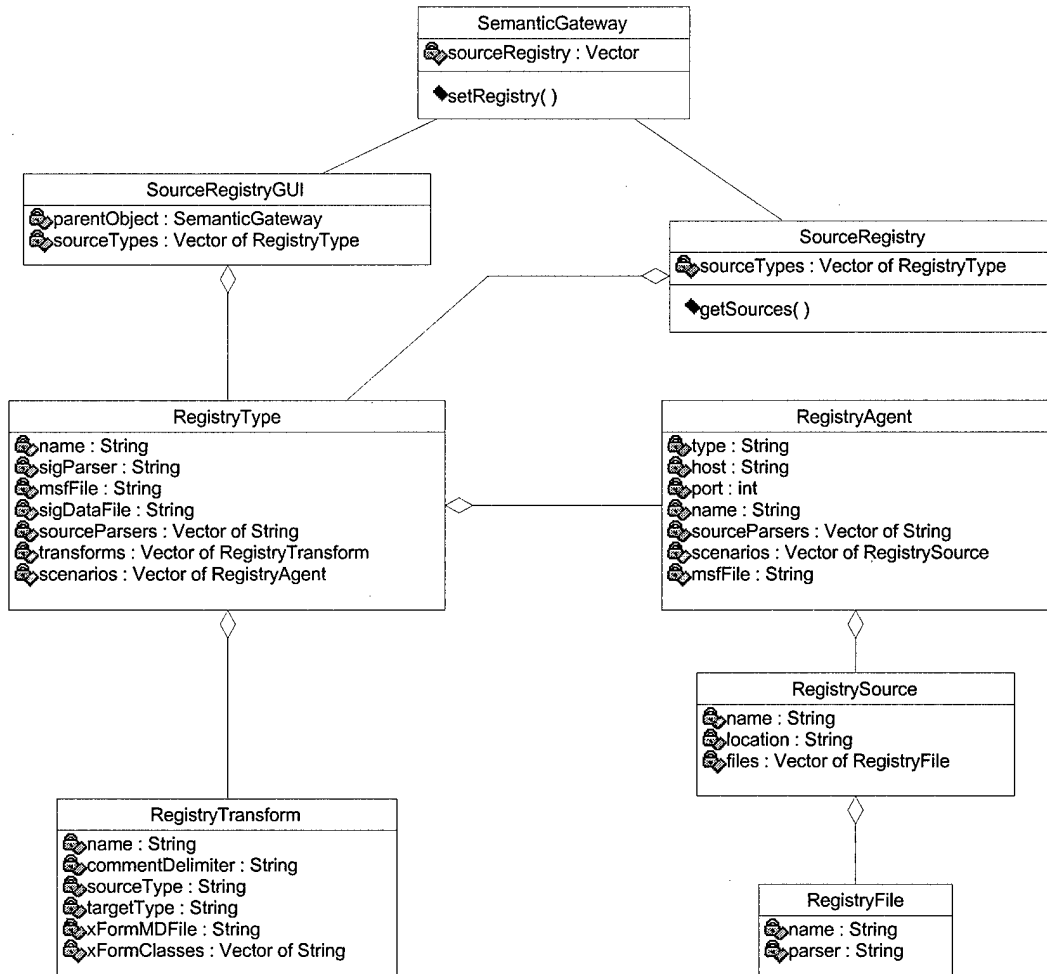 SemanticGateway
sourceRegistry : Vector
setRegistry( )
SourceRegistryGUI
parentObject : SemanticGateway
sourceTypes : Vector of RegistryType
SourceRegistry
sourceTypes : Vector of RegistryType
getSources( )
RegistryType
name : String
sigParser : String
msfFile : String
sigDataFile : String
sourceParsers : Vector of String
transforms : Vector of RegistryTransform
scenarios : Vector of RegistryAgent
RegistryAgent
type : String
host : String
port : int
name : String
sourceParsers : Vector of String
scenarios : Vector of RegistrySource
msfFile : String
RegistrySource
name : String
location : String
files : Vector of RegistryFile
RegistryTransform
name : String
commentDelimiter : String
sourceType : String
targetType : String
xFormMDFile : String
xFormClasses : Vector of String
RegistryFile
name : String
parser : String